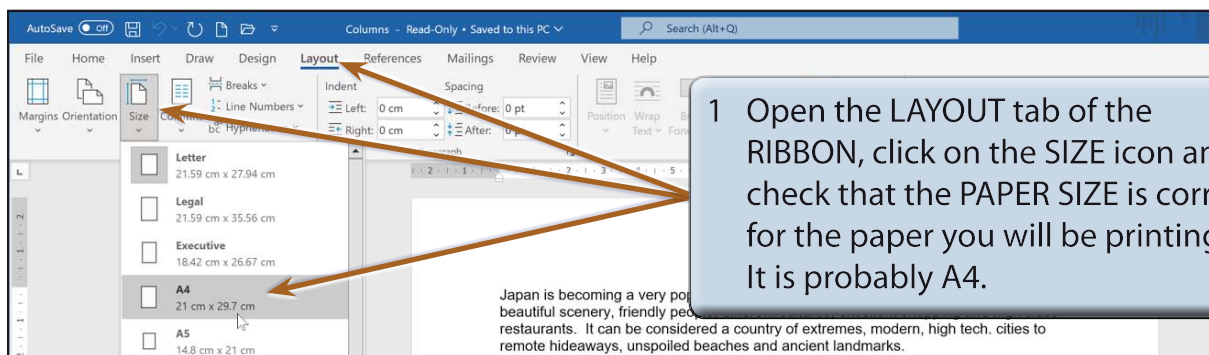 AutoSave Off Columns - Read-Only • Saved to this PC Search (Alt+Q)
File Home Insert Draw Design Layout References Mailings Review View Help
Margins Orientation Size
Breaks
Line Numbers
bc
Indent
Left: 0 cm
Right: 0 cm
Spacing
0 pt
After:
Position Wrap
Text
Letter
21.59 cm x 27.94 cm
Legal
21.59 cm x 35.56 cm
Executive
18.42 cm x 26.67 cm
A4
21 cm x 29.7 cm
A5
14.8 cm x 21 cm
1 Open the LAYOUT tab of the
RIBBON, click on the SIZE icon
check that the PAPER SIZE is
for the paper you will be
It is probably A4.
Japan is becoming a very
beautiful scenery, friendly
restaurants. It can be considered a country of extremes, modern, high tech. cities to
remote hideaways, unspoiled beaches and ancient landmarks.